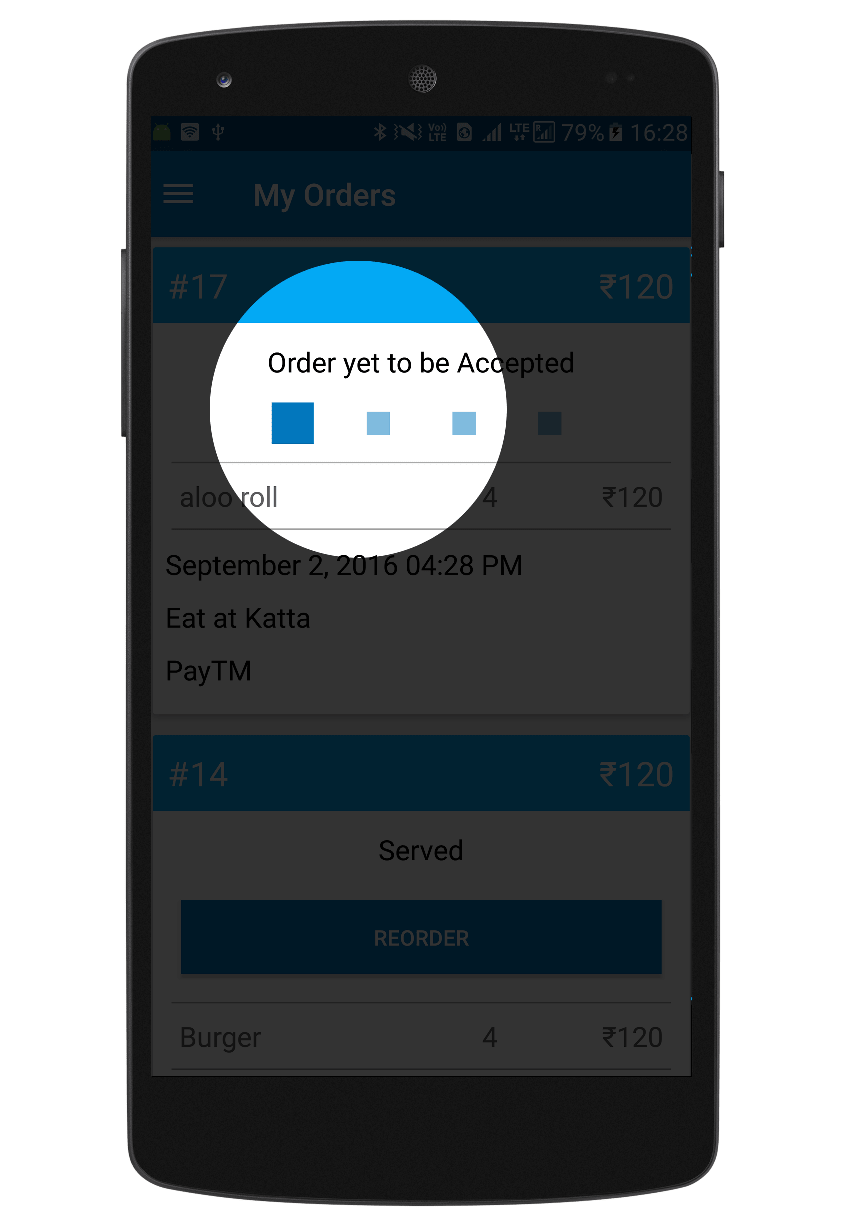 Vo)) LTE LTE R 79% 16:28
My Orders
#17 ₹120
Order yet to be Accepted
aloo roll 4 ₹120
September 2, 2016 04:28 PM
Eat at Katta
PayTM
#14 ₹120
Served
REORDER
Burger 4 ₹120